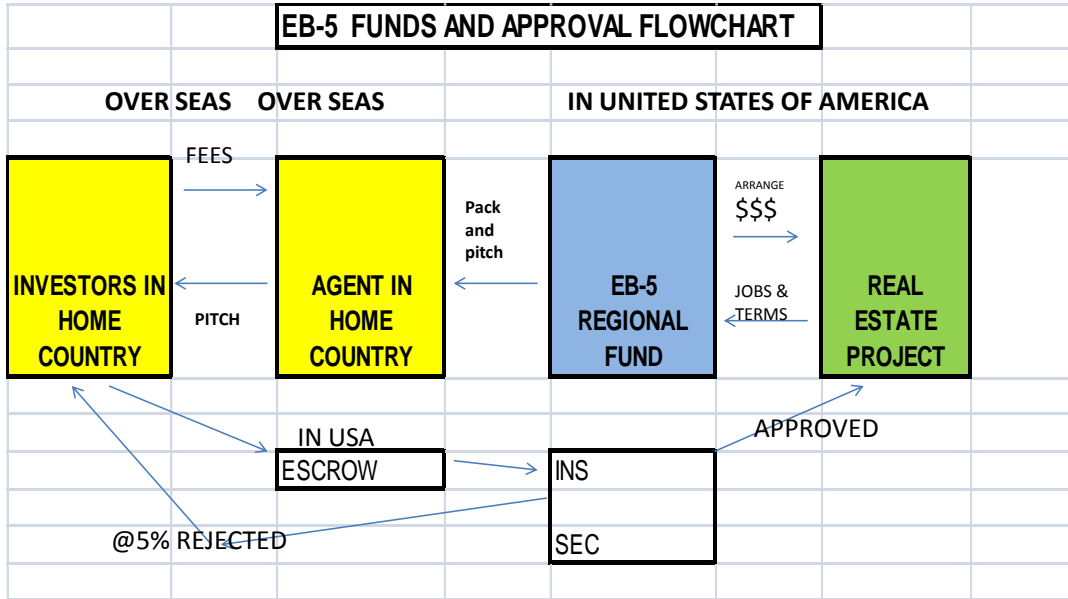 EB-5 FUNDS AND APPROVAL FLOWCHART
OVER SEAS OVER SEAS IN UNITED STATES OF AMERICA
FEES
ARRANGE
$$$
Pack
and
pitch
INVESTORS IN
HOME
COUNTRY
PITCH
AGENT IN
HOME
COUNTRY
EB-5
REGIONAL
FUND
JOBS &
TERMS
REAL
ESTATE
PROJECT
APPROVED
IN USA
ESCROW
INS
SEC
@5% REJECTED